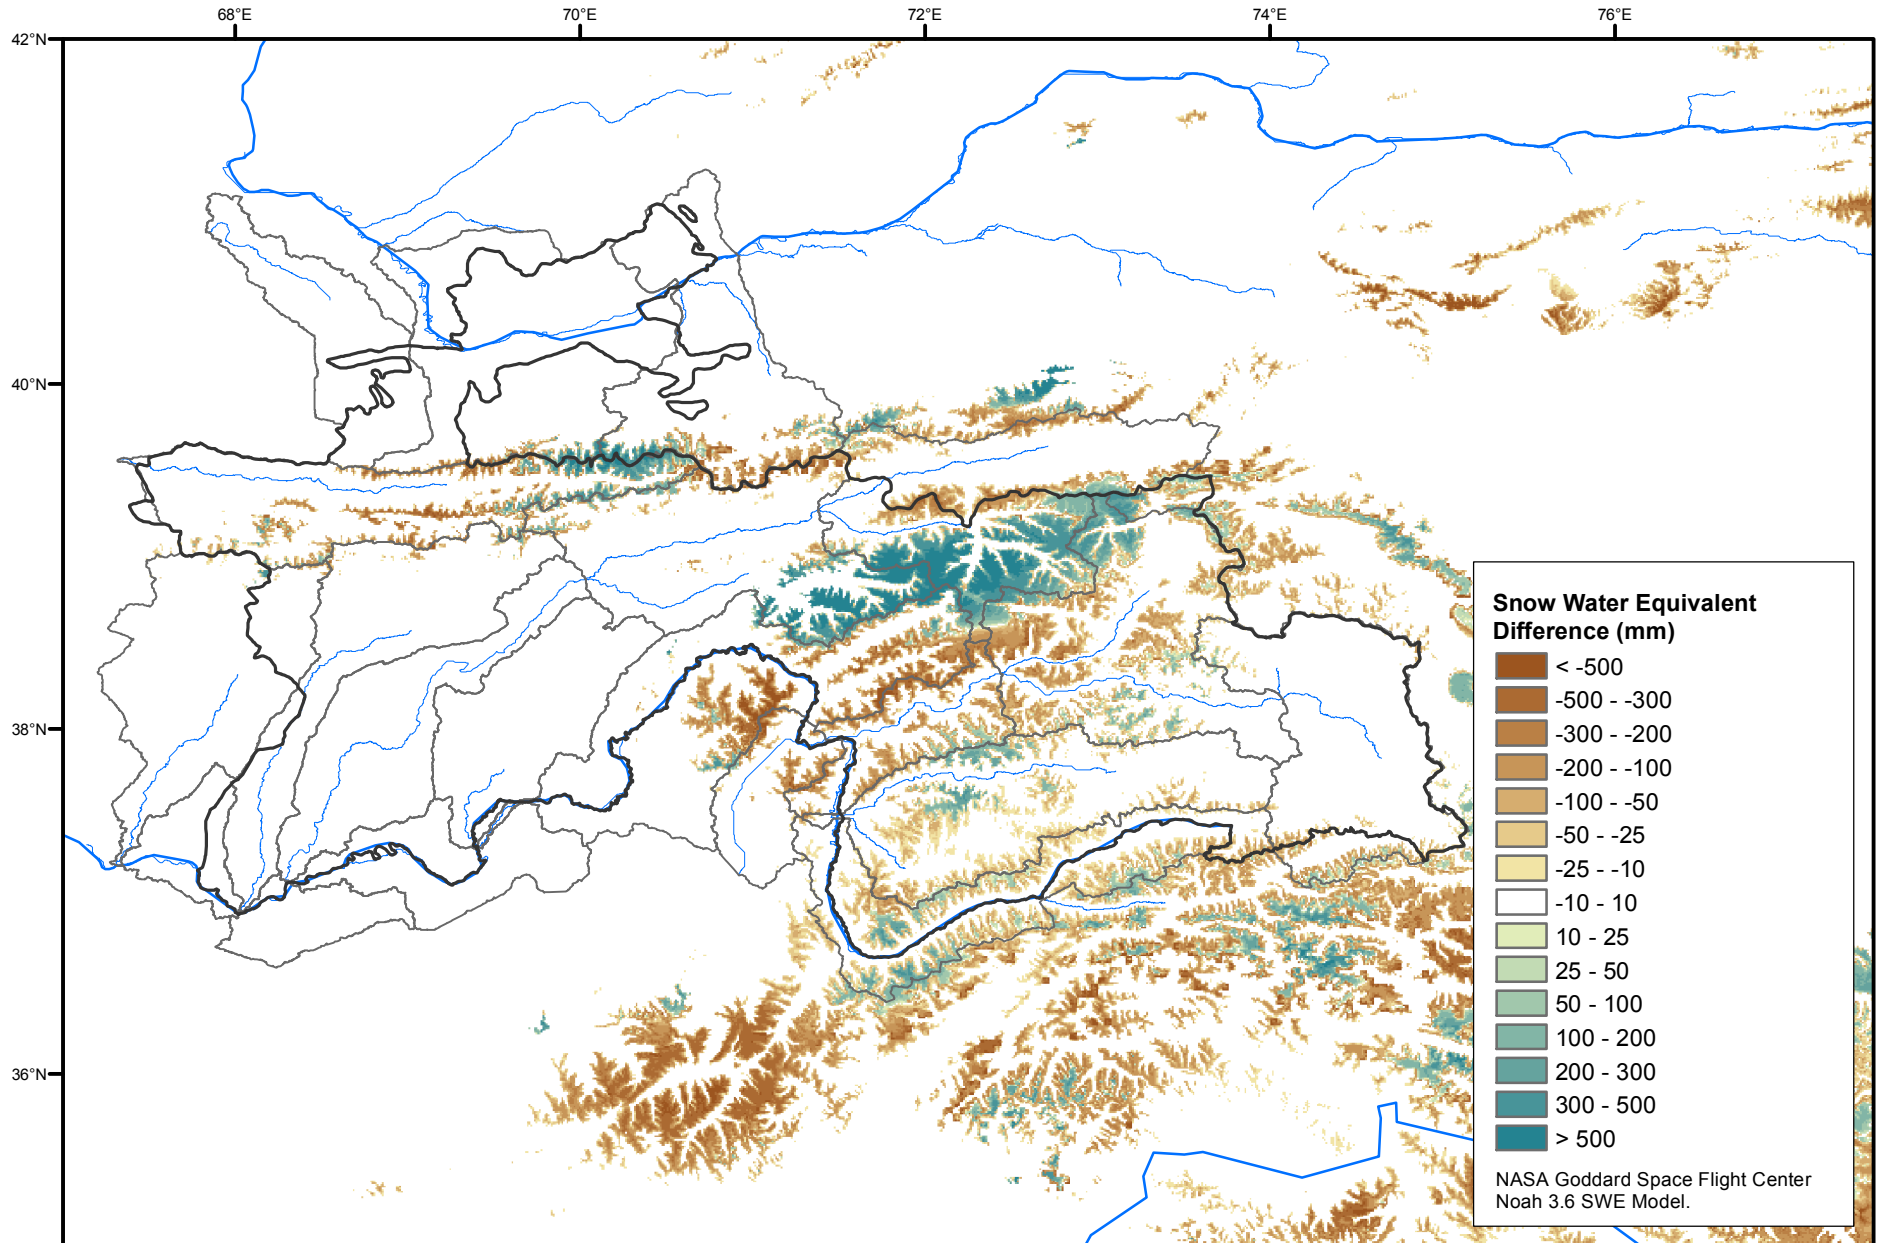 68°E
70°E
72°E
74°E
76°E
42°N
40°N
38°N
36°N
Snow Water Equivalent
Difference (mm)
< -500
-500 - -300
-300 - -200
-200 - -100
-100 - -50
-50 - -25
-25 - -10
-10 - 10
10 - 25
25 - 50
50 - 100
100 - 200
200 - 300
300 - 500
> 500
NASA Goddard Space Flight Center
Noah 3.6 SWE Model.